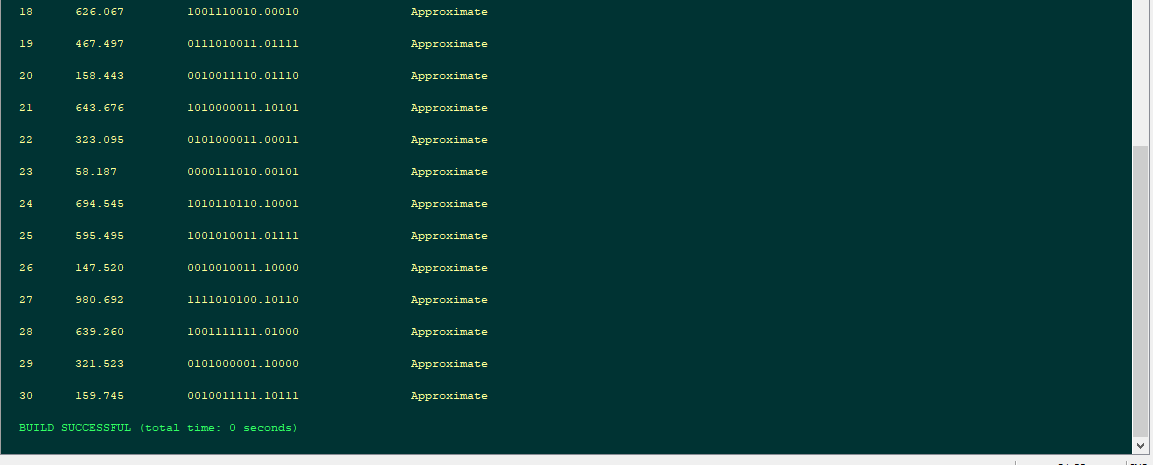 18 626.067 1001110010.00010 Approximate
19 467.497 0111010011.01111 Approximate
20 158.443 0010011110.01110 Approximate
21 643.676 1010000011.10101 Approximate
22 323.095 0101000011.00011 Approximate
23 58.187 0000111010.00101 Approximate
24 694.545 1010110110.10001 Approximate
25 595.495 1001010011.01111 Approximate
26 147.520 0010010011.10000 Approximate
27 980.692 1111010100.10110 Approximate
28 639.260 1001111111.01000 Approximate
29 321.523 0101000001.10000 Approximate
30 159.745 0010011111.10111 Approximate
BUILD SUCCESSFUL (total time: 0 seconds)